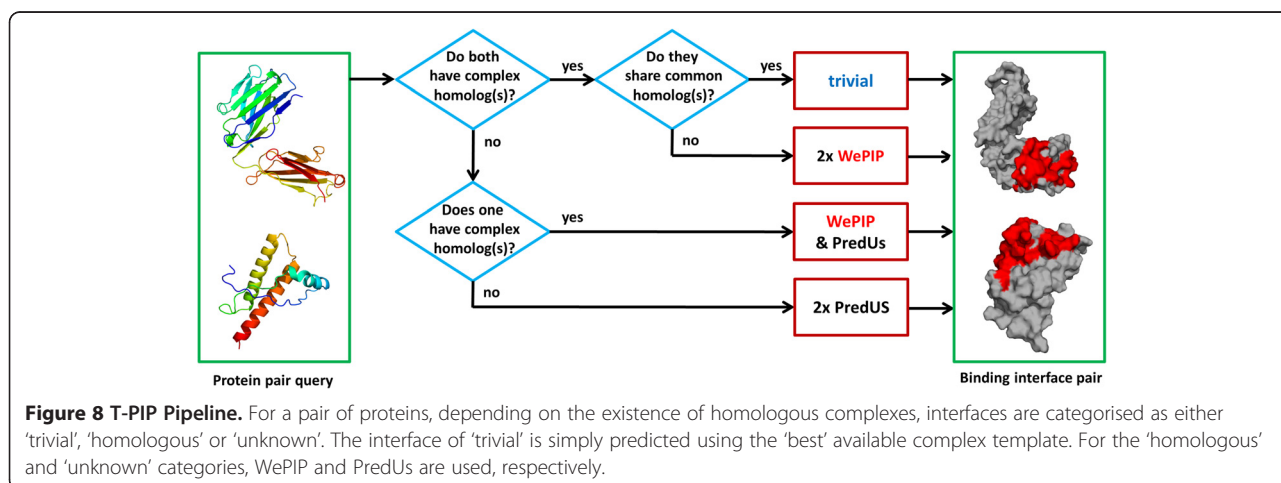 Do both
have complex
homolog(s)?
yes
Do they
share common
homolog(s)?
yes
trivial
no
no
2x WePIP
Does one
have complex
homolog(s)?
yes
WePIP
& PredUs
no
2x PredUS
Protein pair query
Binding interface pair
Figure 8 T-PIP Pipeline. For a pair of proteins, depending on the existence of homologous complexes, interfaces are categorised as either
‘trivial’, ‘homologous’ or ‘unknown’. The interface of ‘trivial’ is simply predicted using the ‘best’ available complex template. For the ‘homologous’
and ‘unknown’ categories, WePIP and PredUs are used, respectively.